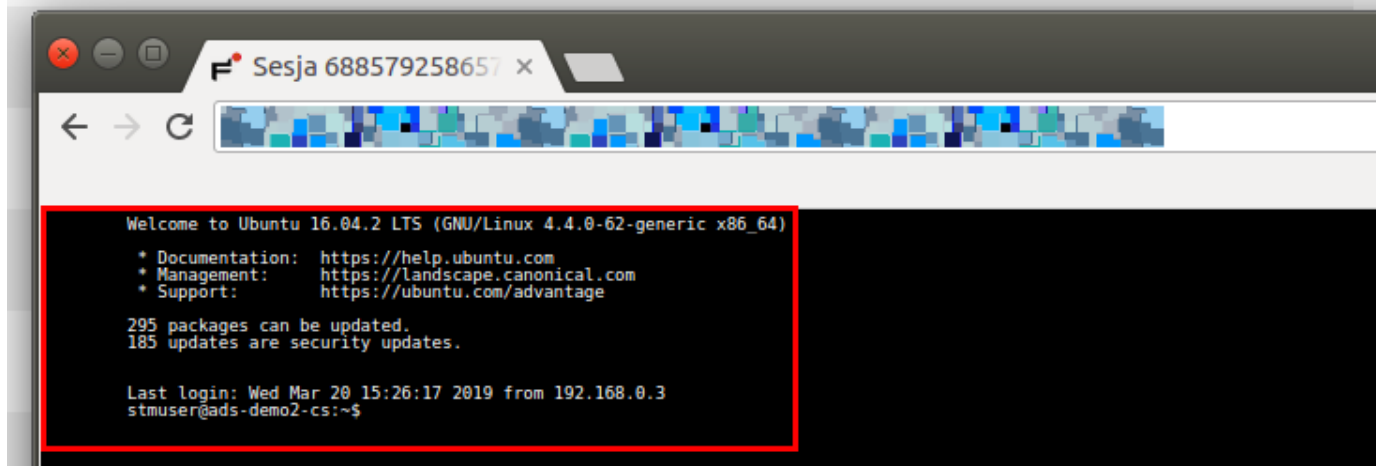 Sesja 688579258657
Welcome to Ubuntu 16.04.2 LTS (GNU/Linux 4.4.0-62-generic x86_64)
* Documentation: https://help.ubuntu.com
* Management: https://landscape.canonical.com
* Support: https://ubuntu.com/advantage
295 packages can be updated.
185 updates are security updates.
Last login: Wed Mar 20 15:26:17 2019 from 192.168.0.3
stmuser@ads-demo2-cs:~$